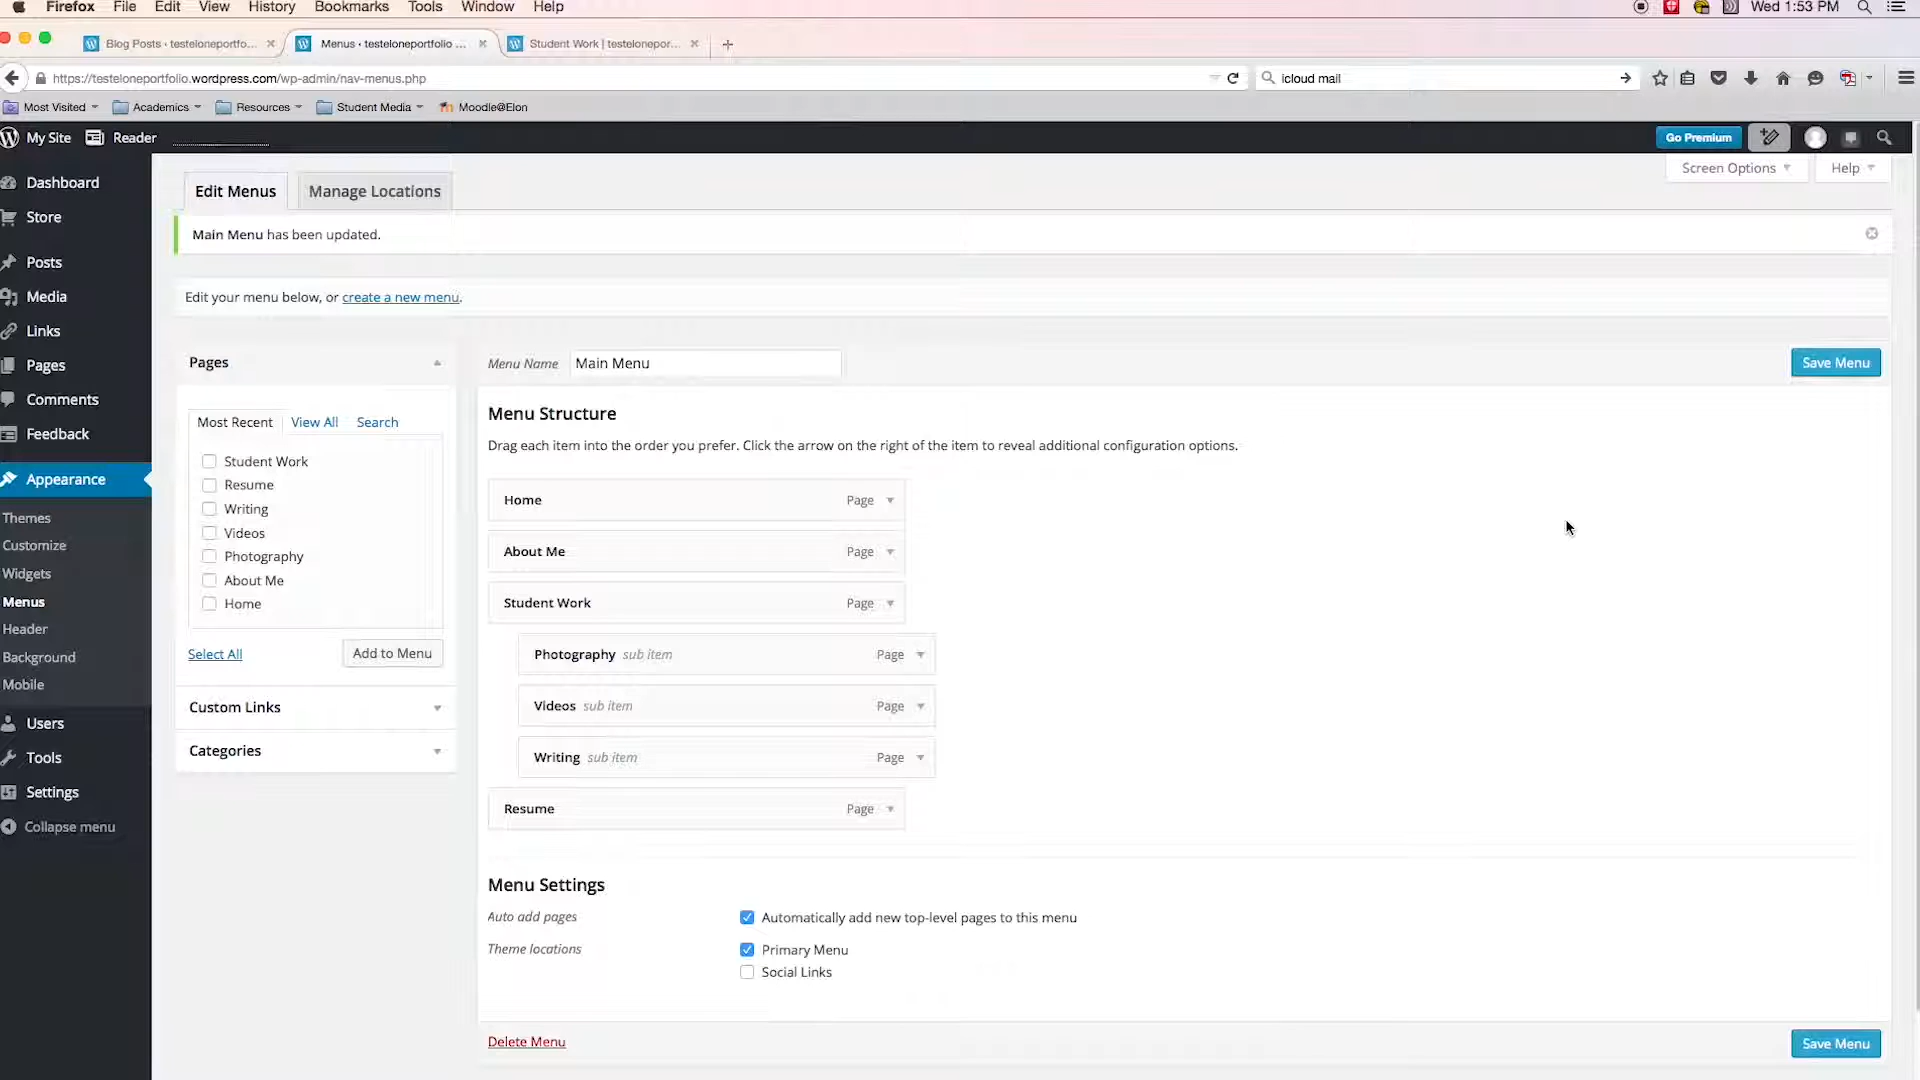 Firefox File Edit View History Bookmarks Tools Window Help Wed 1:53 PM
Blog Posts ‹ testeloneportfo... Menus ‹ testeloneportfolio ... Student Work | testelonepor...
https://testeloneportfolio.wordpress.com/wp-admin/nav-menus.php icloud mail
Most Visited Academics Resources Student Media Moodle@Elon
My Site Reader Go Premium
Screen Options Help
Dashboard
Store
Posts
Media
Links
Pages
Comments
Feedback
Appearance
Themes
Customize
Widgets
Menus
Header
Background
Mobile
Users
Tools
Settings
Collapse menu
Edit Menus Manage Locations
Main Menu has been updated.
Edit your menu below, or create a new menu.
Pages
Most Recent View All Search
Student Work
Resume
Writing
Videos
Photography
About Me
Home
Select All Add to Menu
Custom Links
Categories
Menu Name Main Menu Save Menu
Menu Structure
Drag each item into the order you prefer. Click the arrow on the right of the item to reveal additional configuration options.
Home Page
About Me Page
Student Work Page
Photography sub item Page
Videos sub item Page
Writing sub item Page
Resume Page
Menu Settings
Auto add pages Automatically add new top-level pages to this menu
Theme locations Primary Menu
Social Links
Delete Menu Save Menu